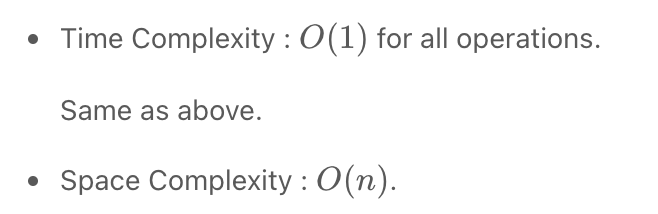 • Time Complexity : O(1) for all operations.
Same as above.
• Space Complexity : O(n).